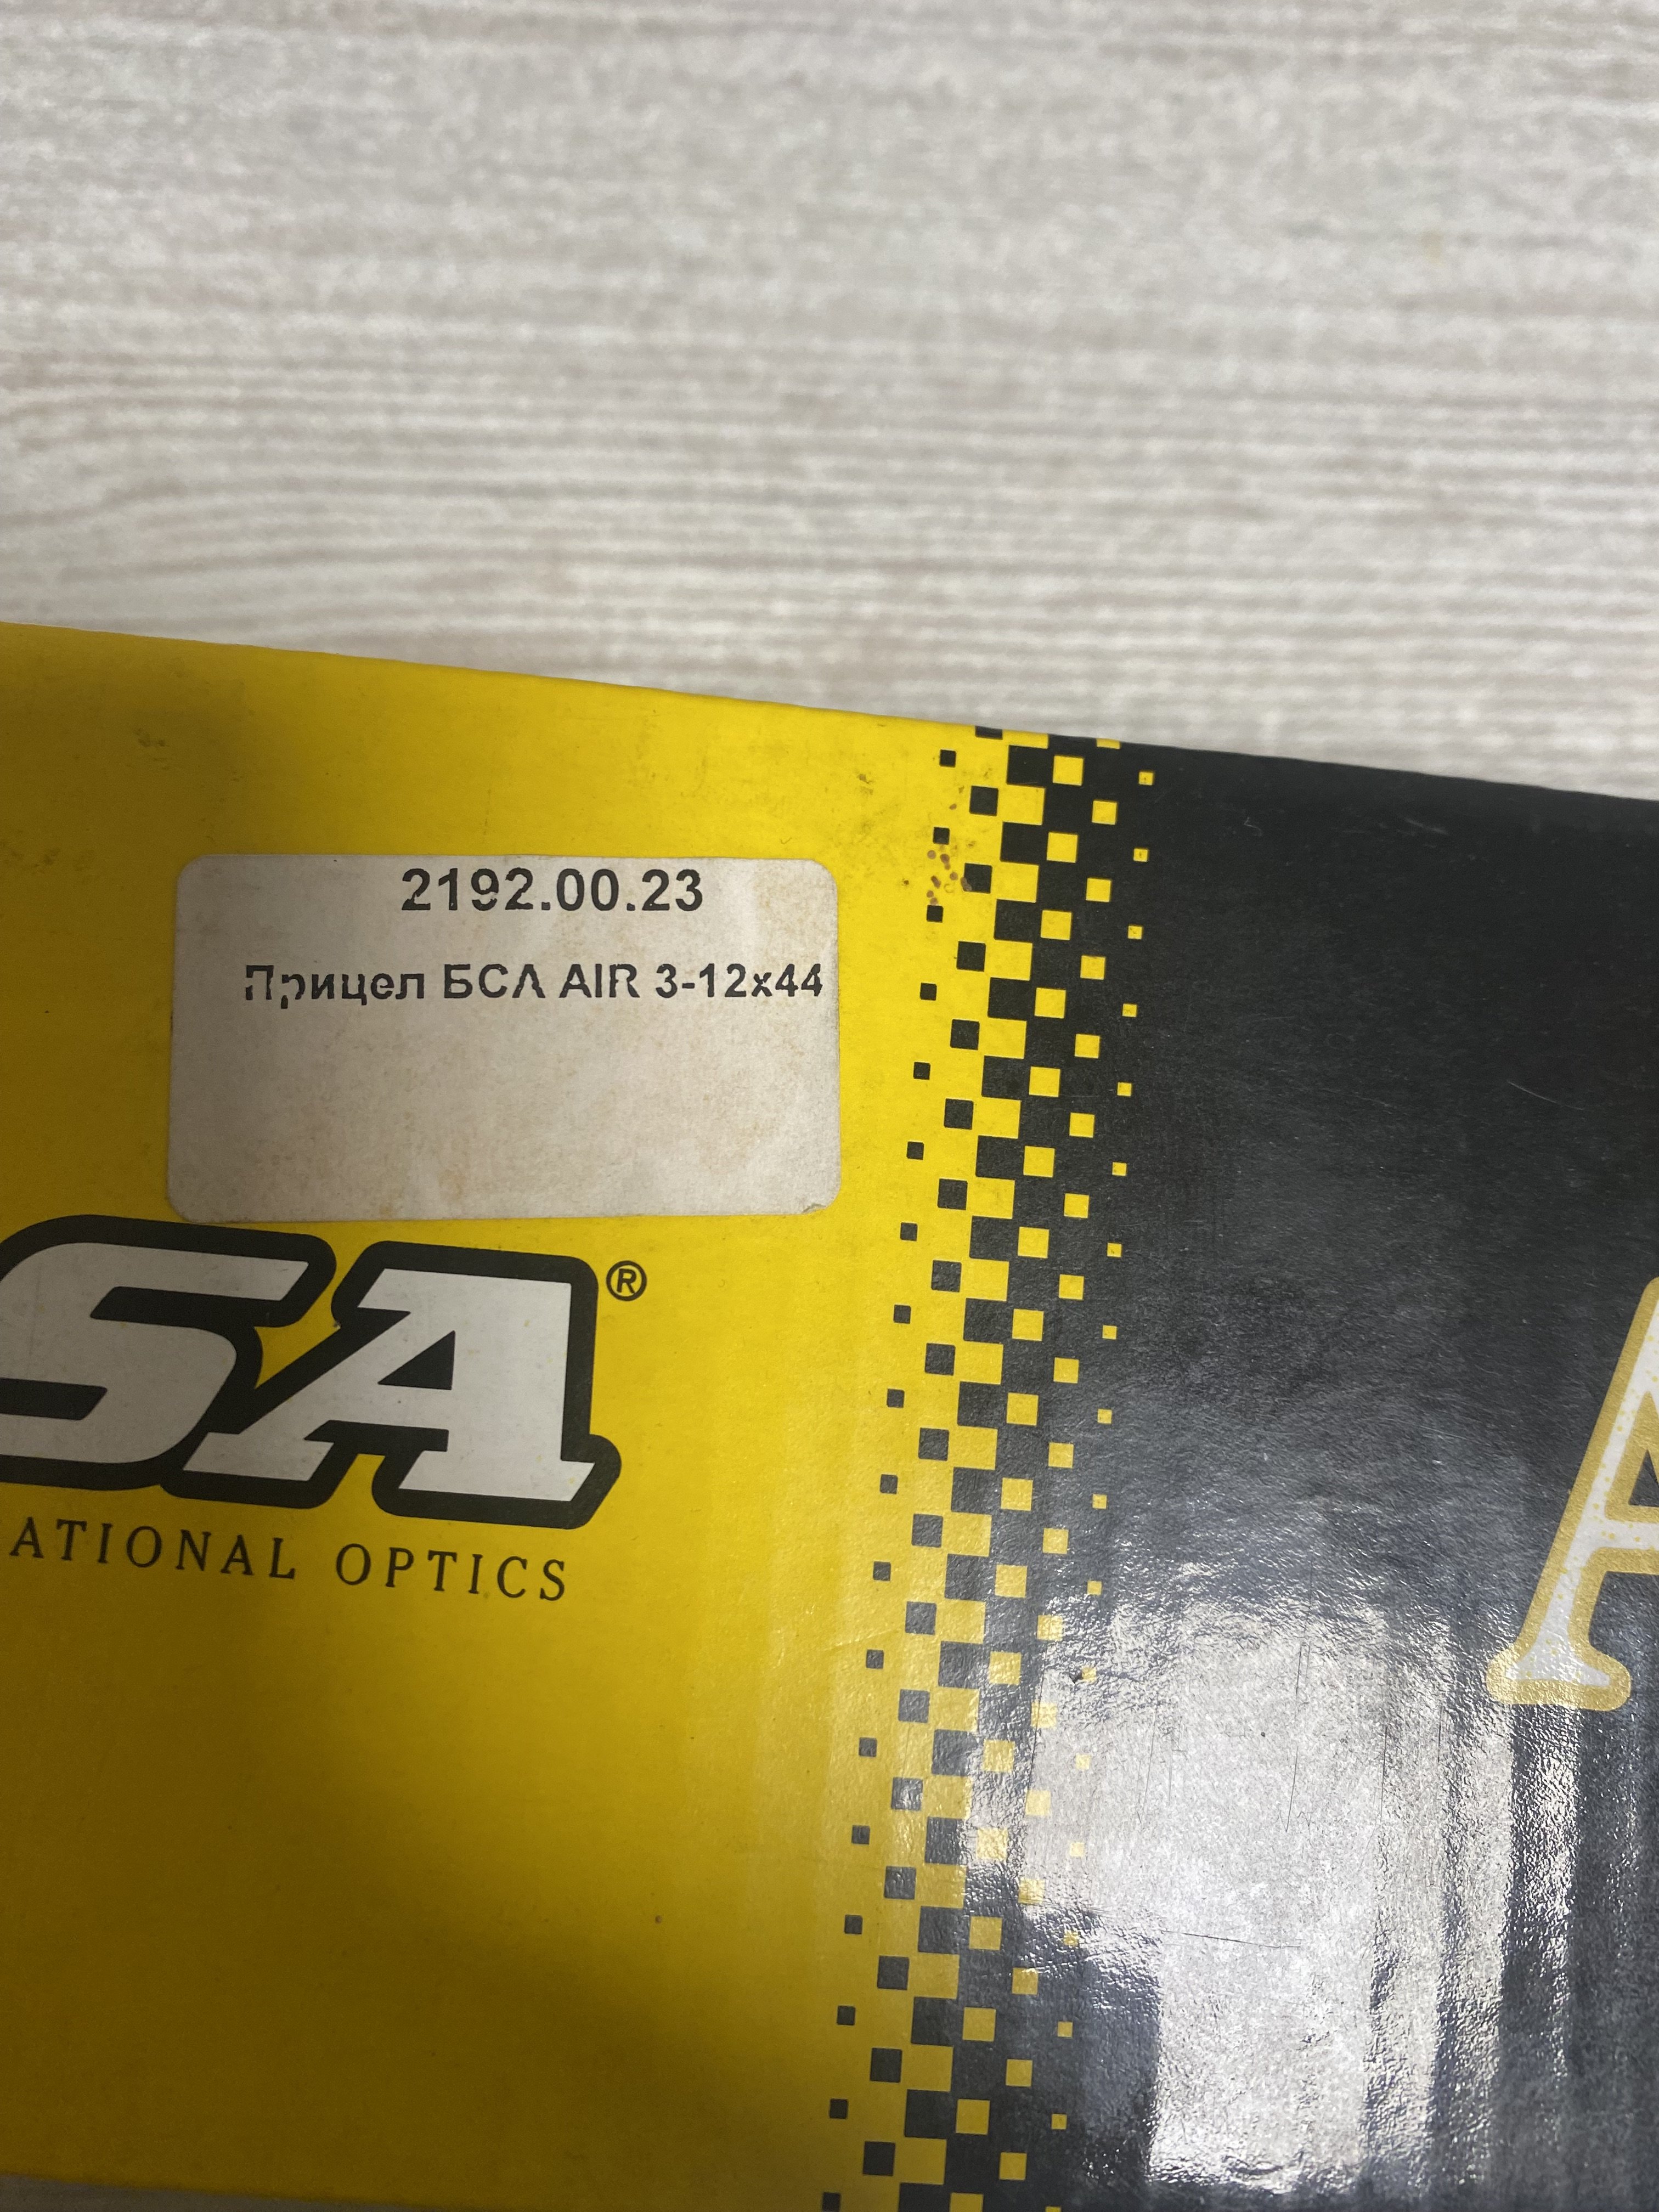 2192.00.23
Прицел БСА AIR 3-12x44
SA®
ATIONAL OPTICS
A